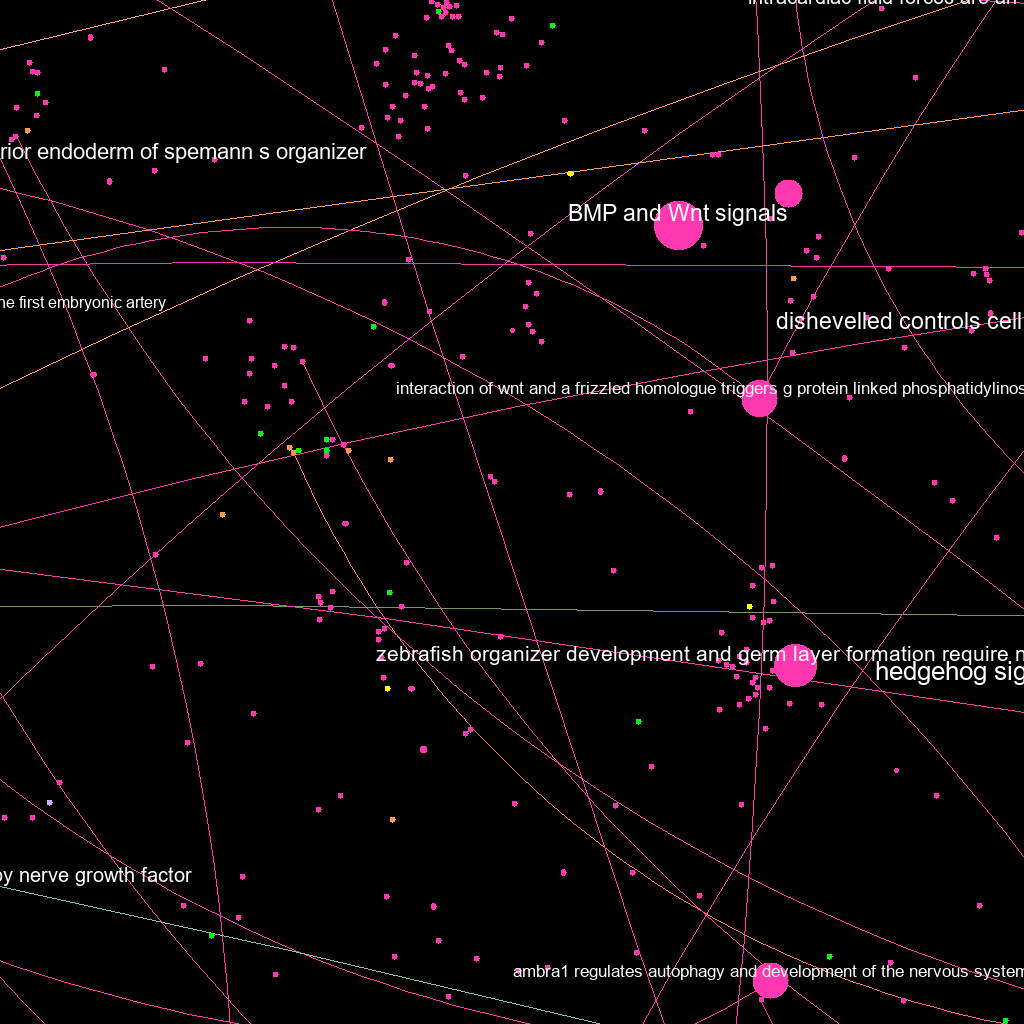 intracardiac fluid forces are an
rior endoderm of spemann s organizer
BMP and Wnt signals
ne first embryonic artery
dishevelled controls cell
interaction of wnt and a frizzled homologue triggers g protein linked phosphatidylinos
zebrafish organizer development and germ layer formation require n
hedgehog sig
by nerve growth factor
ambra1 regulates autophagy and development of the nervous system